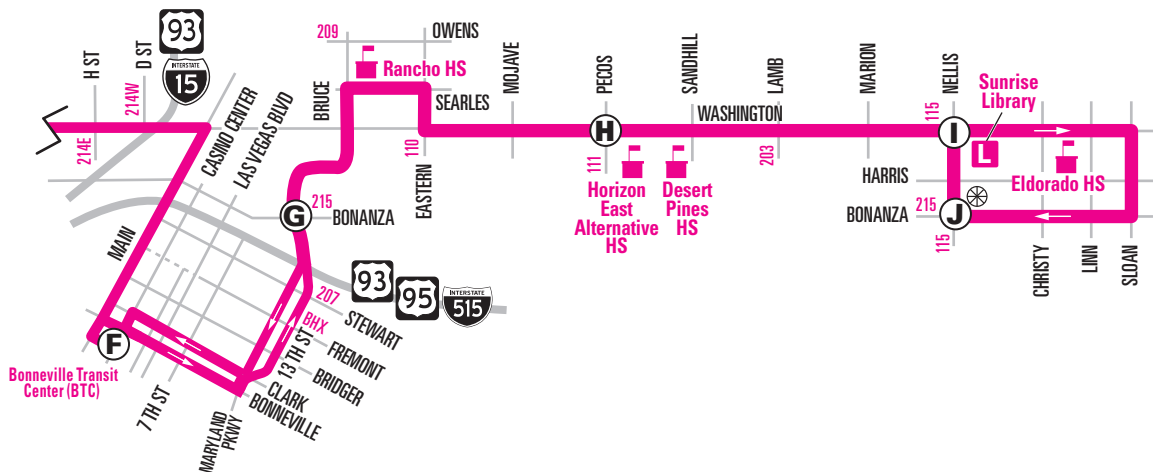 93
INTERSTATE
15
H ST
D ST
214W
214E
CASINO CENTER
LAS VEGAS BLVD
MAIN
209
OWENS
Rancho HS
BRUCE
SEARLES
MOJAVE
110
EASTERN
PECOS
H
111
SANDHILL
WASHINGTON
LAMB
203
MARION
NELLIS
115
I
Sunrise
Library
L
Horizon
East
Alternative
HS
Desert
Pines
HS
HARRIS
Eldorado HS
BONANZA
215
J
115
CHRISTY
LINN
SLOAN
G
215
BONANZA
93
95
INTERSTATE
515
207
STEWART
BHX
FREMONT
13TH ST
BRIDGER
CLARK
BONNEVILLE
F
Bonneville Transit
Center (BTC)
7TH ST
MARYLAND
PKWY